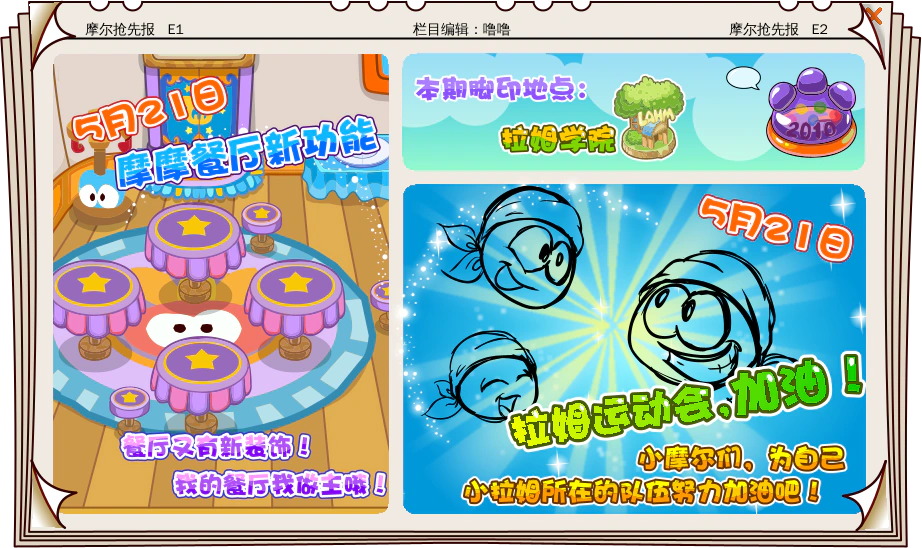 摩尔抢先报 E1
栏目编辑：噜噜
摩尔抢先报 E2
5月21日
摩摩餐厅新功能
餐厅又有新装饰！
我的餐厅我做主哦！
本期脚印地点：
拉姆学院
LAHM
2010
5月21日
拉姆运动会,加油！
小摩尔们，为自己
小拉姆所在的队伍努力加油吧！